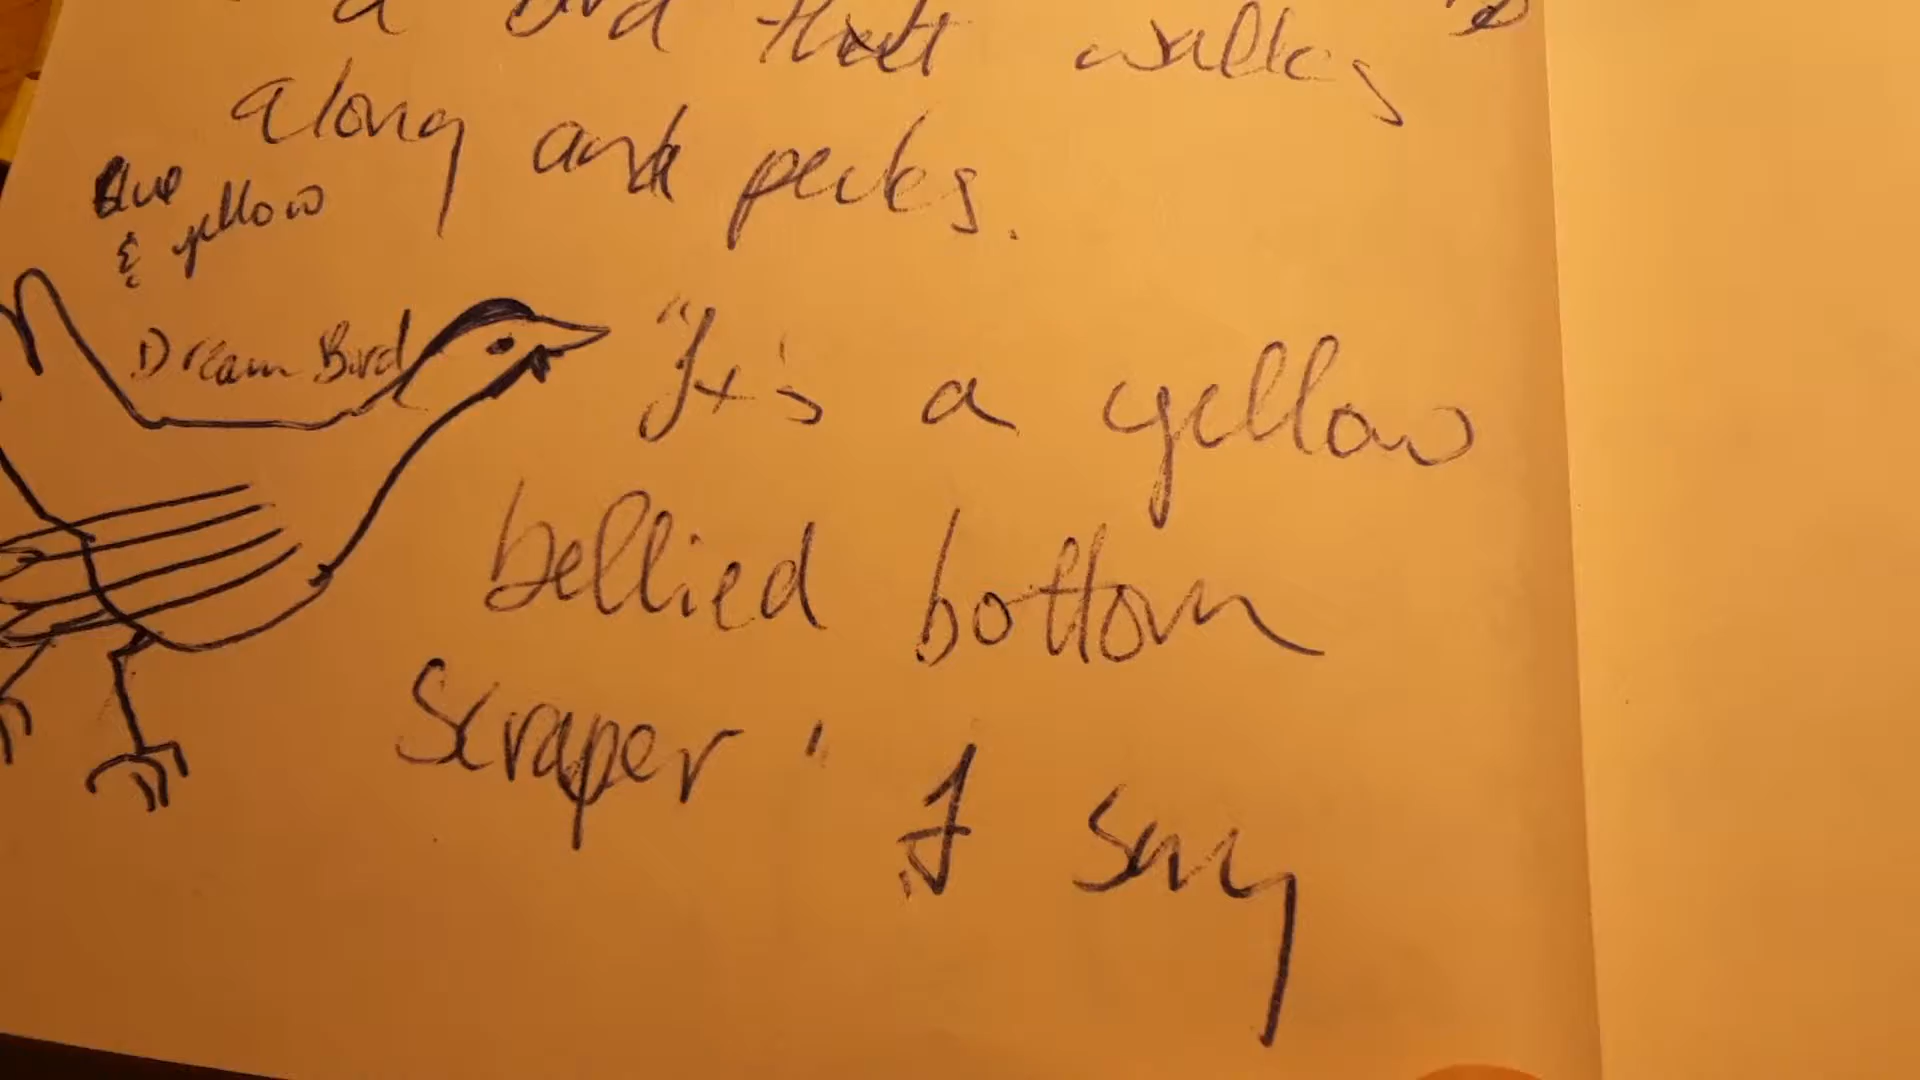 a Bird that walks
along and pecks.
Blue
& yellow
Dream Bird
"It's a yellow
bellied bottom
Scraper" I say